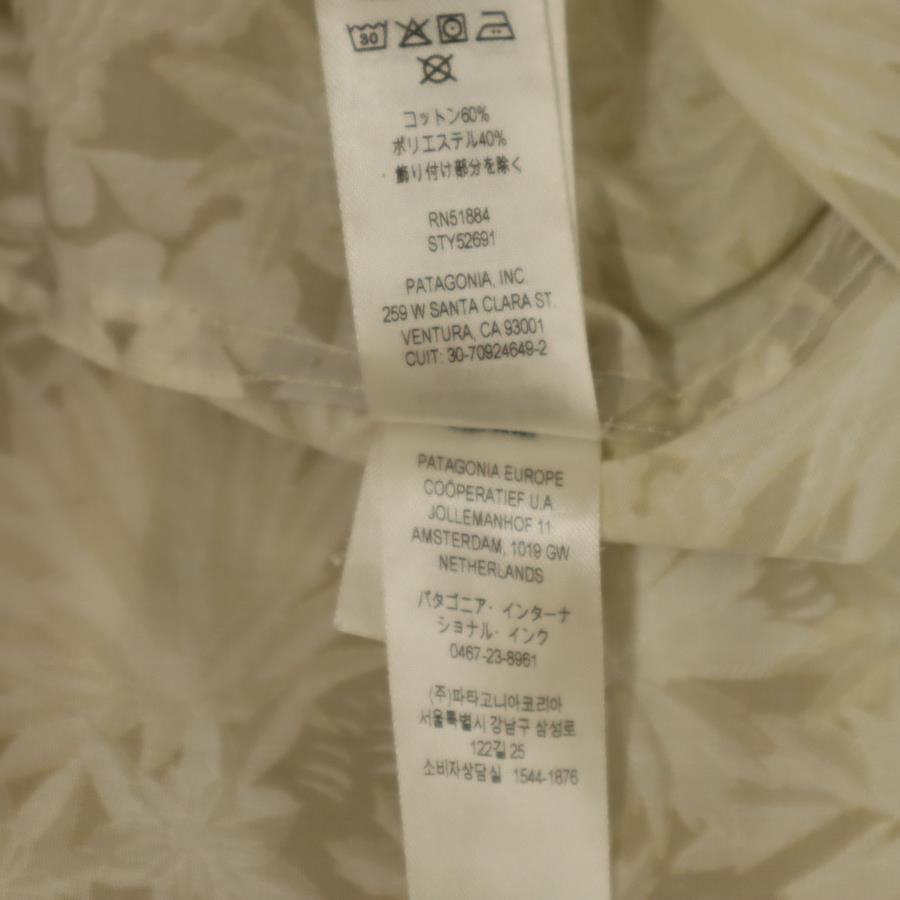 30
コットン60%
ポリエステル40%
・飾り付け部分を除く
RN51884
STY52691
PATAGONIA, INC.
259 W SANTA CLARA ST.
VENTURA, CA 93001
CUIT: 30-70924649-2
PATAGONIA EUROPE
COÖPERATIEF U.A.
JOLLEMANHOF 11
AMSTERDAM, 1019 GW
NETHERLANDS
パタゴニア・インターナ
ショナル・インク
0467-23-8961
(주)파타고니아코리아
서울특별시 강남구 삼성로
122길 25
소비자상담실 1544-1876